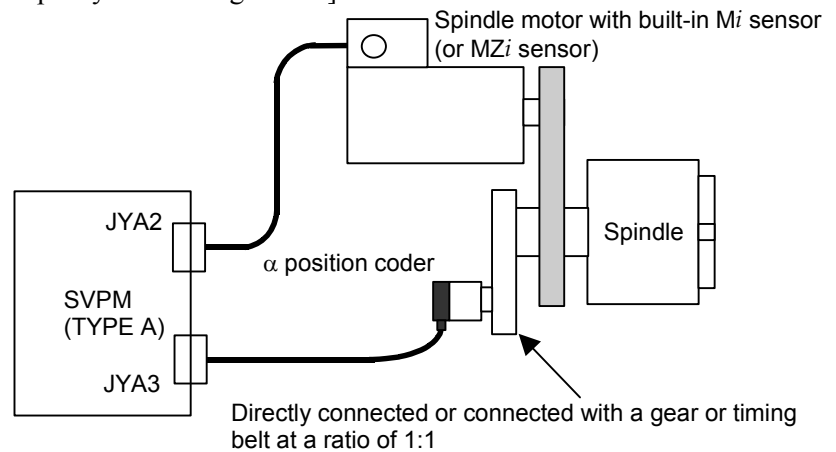 Spindle motor with built-in Mi sensor
(or MZi sensor)
JYA2
α position coder
Spindle
SVPM
(TYPE A)
JYA3
Directly connected or connected with a gear or timing
belt at a ratio of 1:1